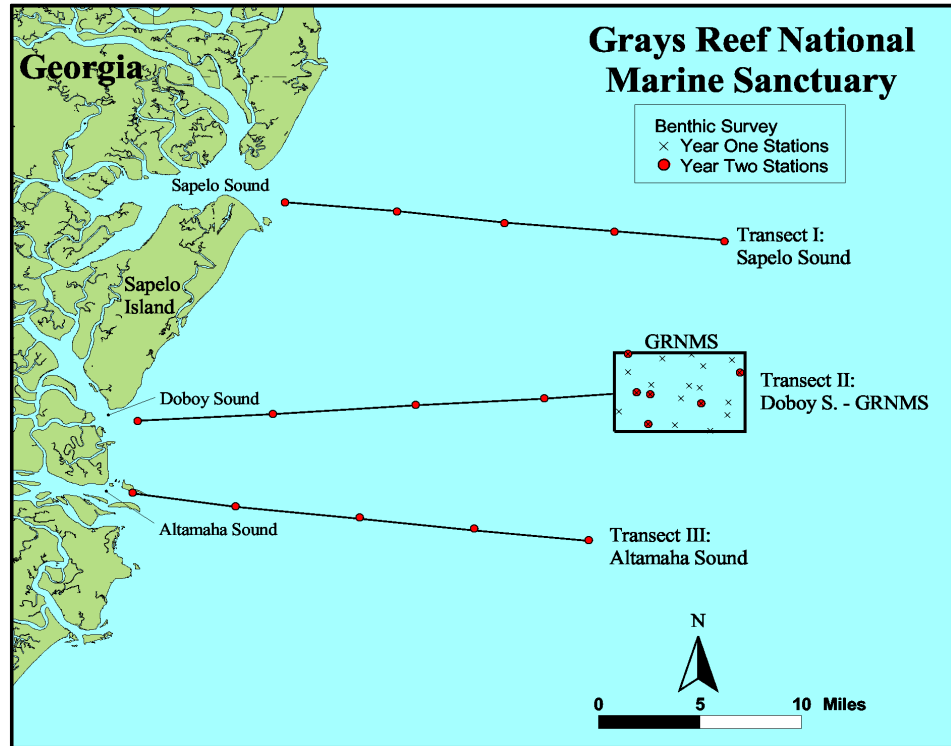 Grays Reef National
Marine Sanctuary
Georgia
Benthic Survey
Year One Stations
Year Two Stations
Sapelo Sound
Transect I:
Sapelo Sound
Sapelo
Island
GRNMS
Transect II:
Doboy S. - GRNMS
Doboy Sound
Altamaha Sound
Transect III:
Altamaha Sound
N
0 5 10 Miles